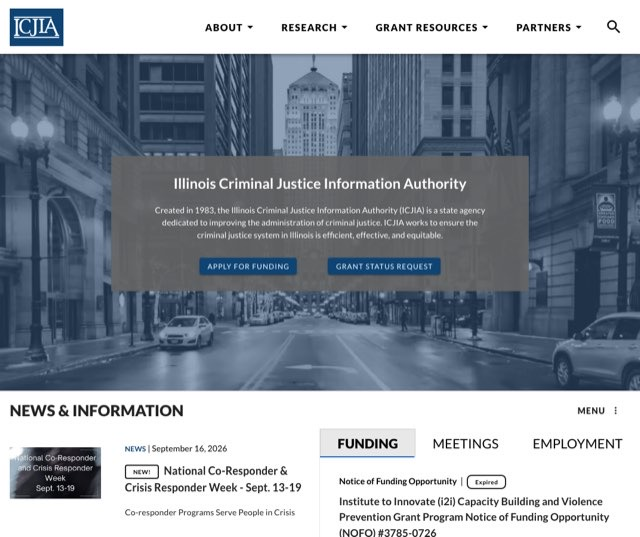 ICJIA
ABOUT
RESEARCH
GRANT RESOURCES
PARTNERS
Illinois Criminal Justice Information Authority
Created in 1983, the Illinois Criminal Justice Information Authority (ICJIA) is a state agency
dedicated to improving the administration of criminal justice. ICJIA works to ensure the
criminal justice system in Illinois is efficient, effective, and equitable.
APPLY FOR FUNDING
GRANT STATUS REQUEST
NEWS & INFORMATION
MENU
National Co-Responder
and Crisis Responder
Week
Sept. 13-19
NEWS | September 16, 2026
NEW! National Co-Responder &
Crisis Responder Week - Sept. 13-19
Co-responder Programs Serve People in Crisis
FUNDING
MEETINGS
EMPLOYMENT
Notice of Funding Opportunity | Expired
Institute to Innovate (i2i) Capacity Building and Violence
Prevention Grant Program Notice of Funding Opportunity
(NOFO) #3785-0726